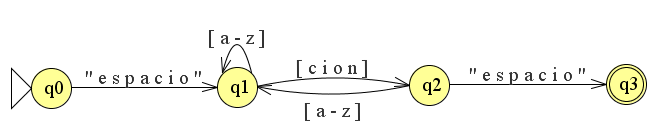 [a-z]
"espacio" [cion] "espacio"
q0 q1 q2 q3
[a-z]